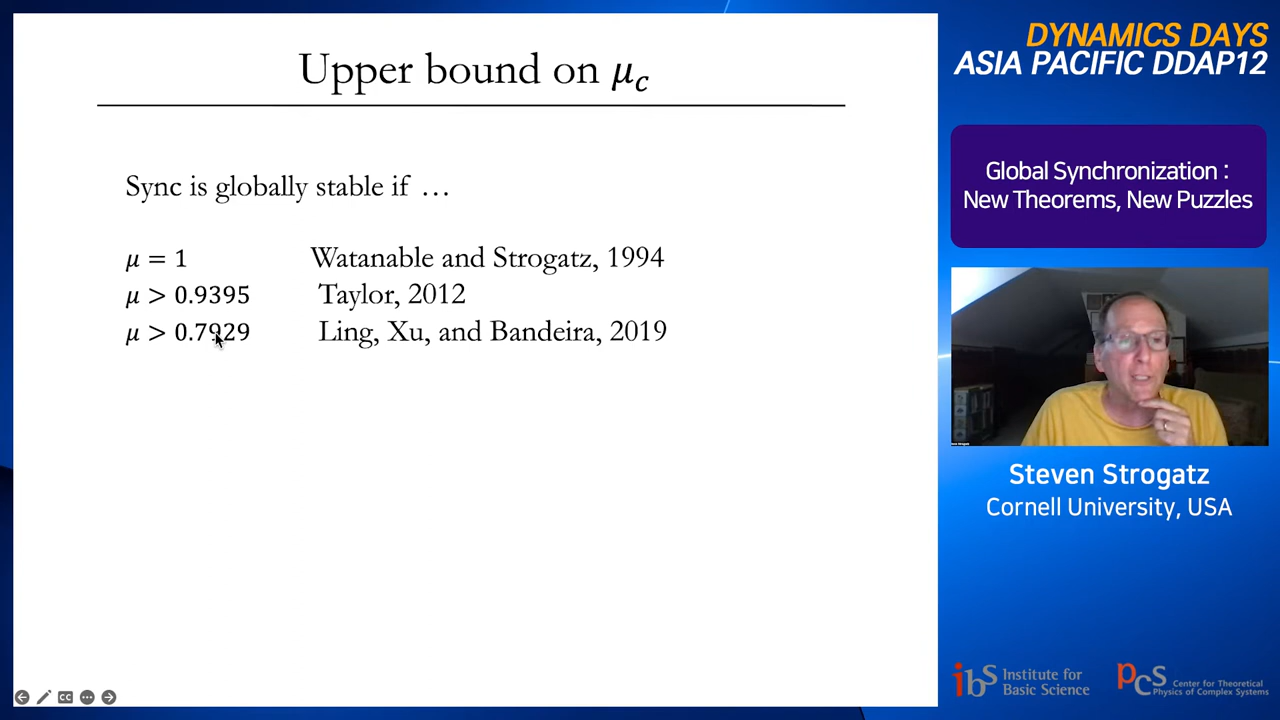 Upper bound on μc
Sync is globally stable if …
μ = 1 Watanable and Strogatz, 1994
μ > 0.9395 Taylor, 2012
μ > 0.7929 Ling, Xu, and Bandeira, 2019
CC
DYNAMICS DAYS
ASIA PACIFIC DDAP12
Global Synchronization :
New Theorems, New Puzzles
Steven Strogatz
Cornell University, USA
ibs Institute for
Basic Science
PCS Center for Theoretical
Physics of Complex Systems